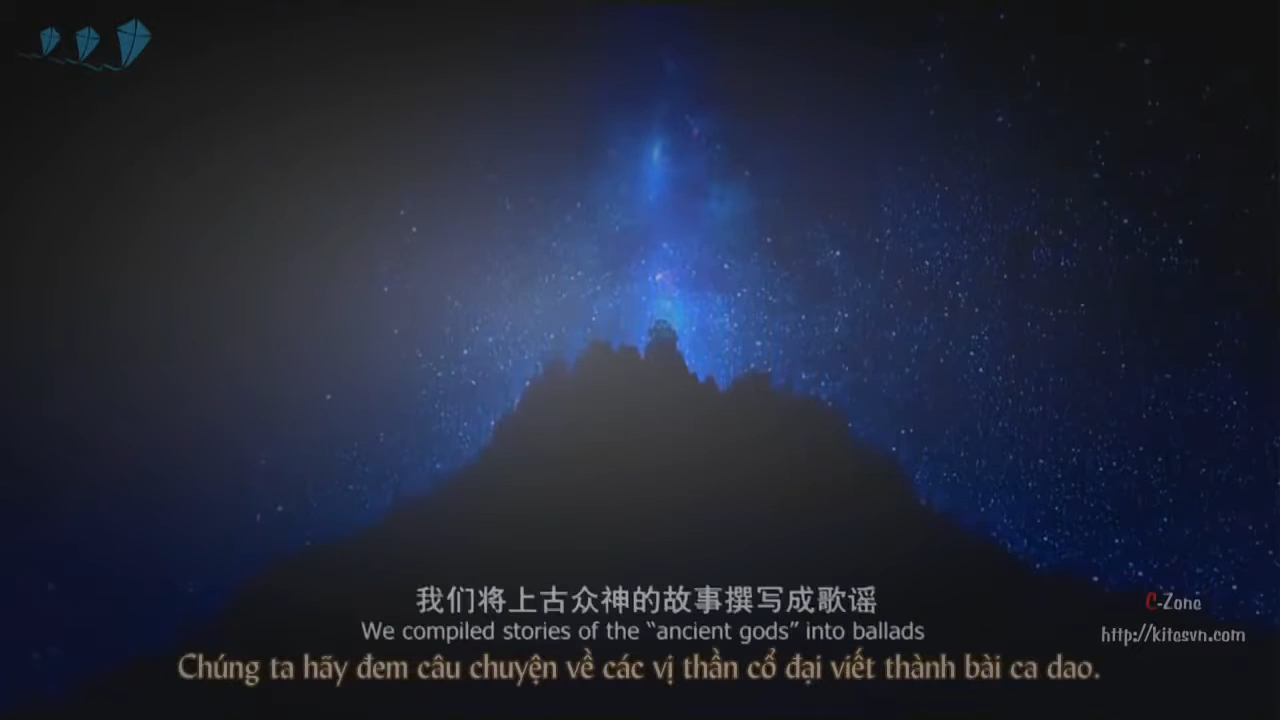 我们将上古众神的故事撰写成歌谣
We compiled stories of the “ancient gods” into ballads
Chúng ta hãy đem câu chuyện về các vị thần cổ đại viết thành bài ca dao.
C-Zone
http://kitesvn.com